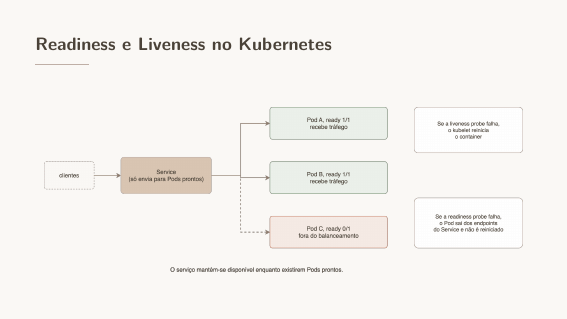 Readiness e Liveness no Kubernetes
clientes
Service
(só envia para Pods prontos)
Pod A, ready 1/1
recebe tráfego
Pod B, ready 1/1
recebe tráfego
Pod C, ready 0/1
fora do balanceamento
Se a liveness probe falha,
o kubelet reinicia
o container
Se a readiness probe falha,
o Pod sai dos endpoints
do Service e não é reiniciado
O serviço mantém-se disponível enquanto existirem Pods prontos.